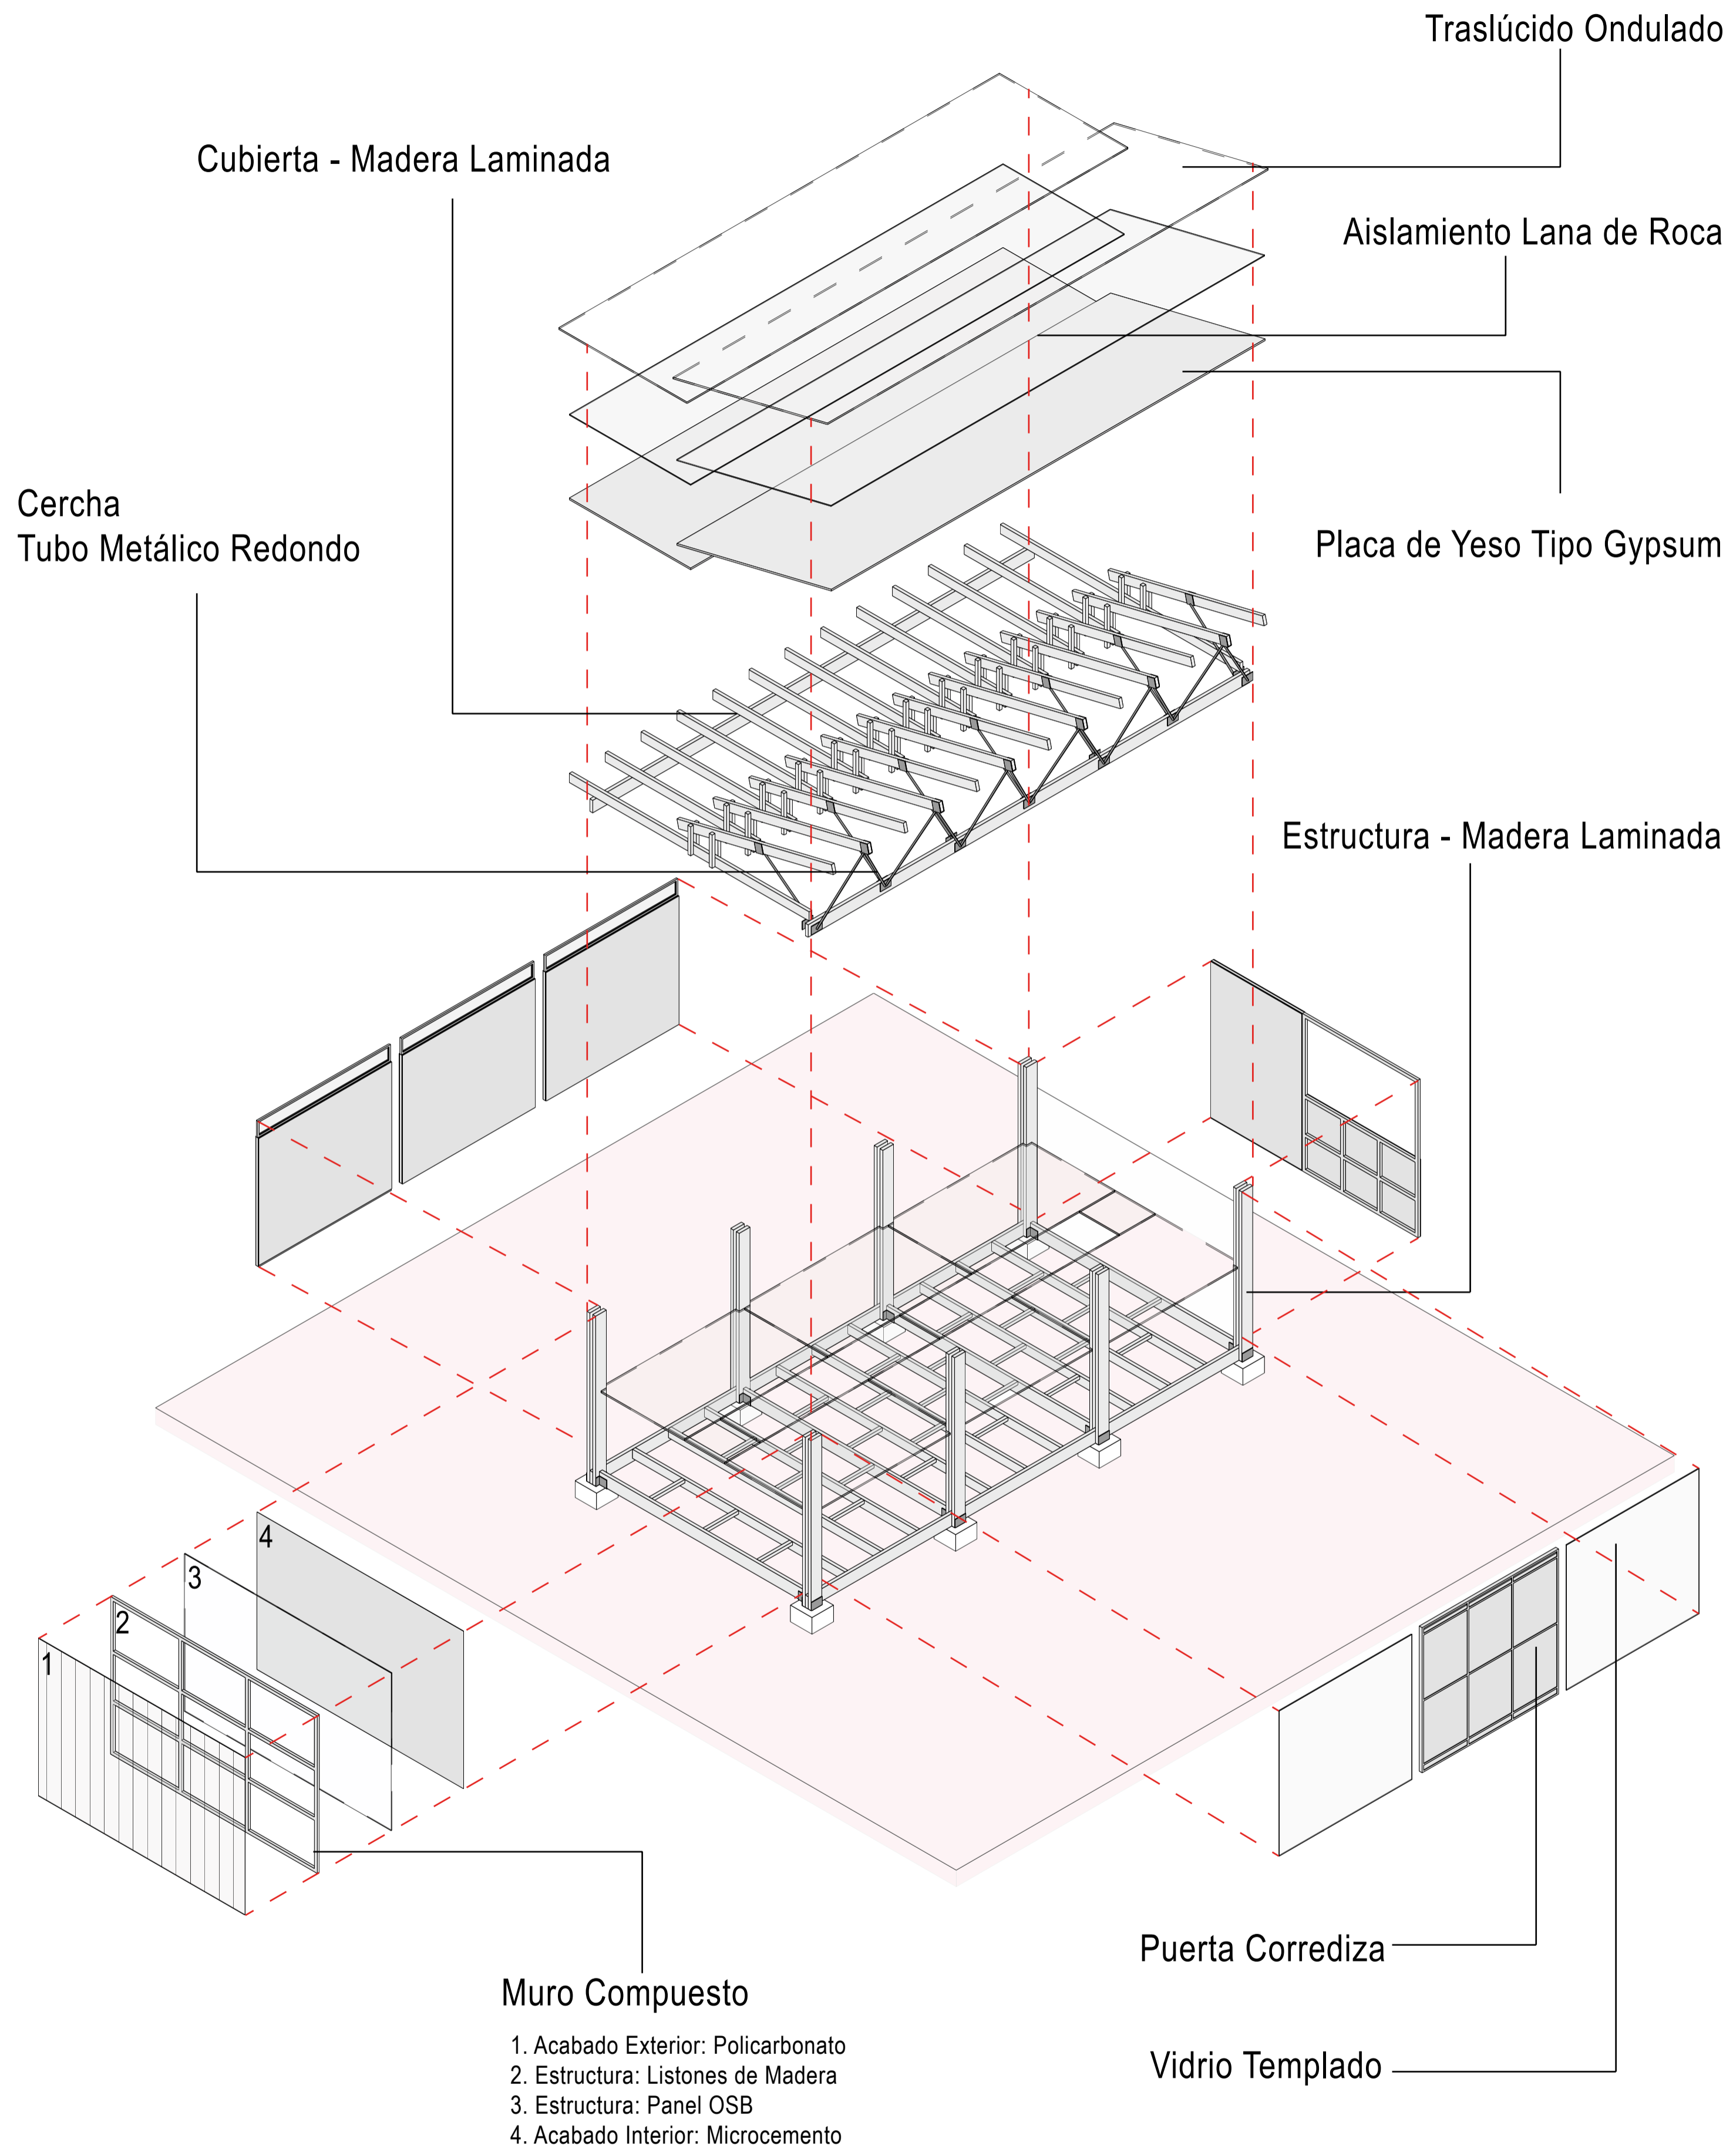 Traslúcido Ondulado
Cubierta - Madera Laminada
Aislamiento Lana de Roca
Cercha
Tubo Metálico Redondo
Placa de Yeso Tipo Gypsum
Estructura - Madera Laminada
4
3
2
1
Puerta Corrediza
Muro Compuesto
1. Acabado Exterior: Policarbonato
2. Estructura: Listones de Madera
3. Estructura: Panel OSB
4. Acabado Interior: Microcemento
Vidrio Templado